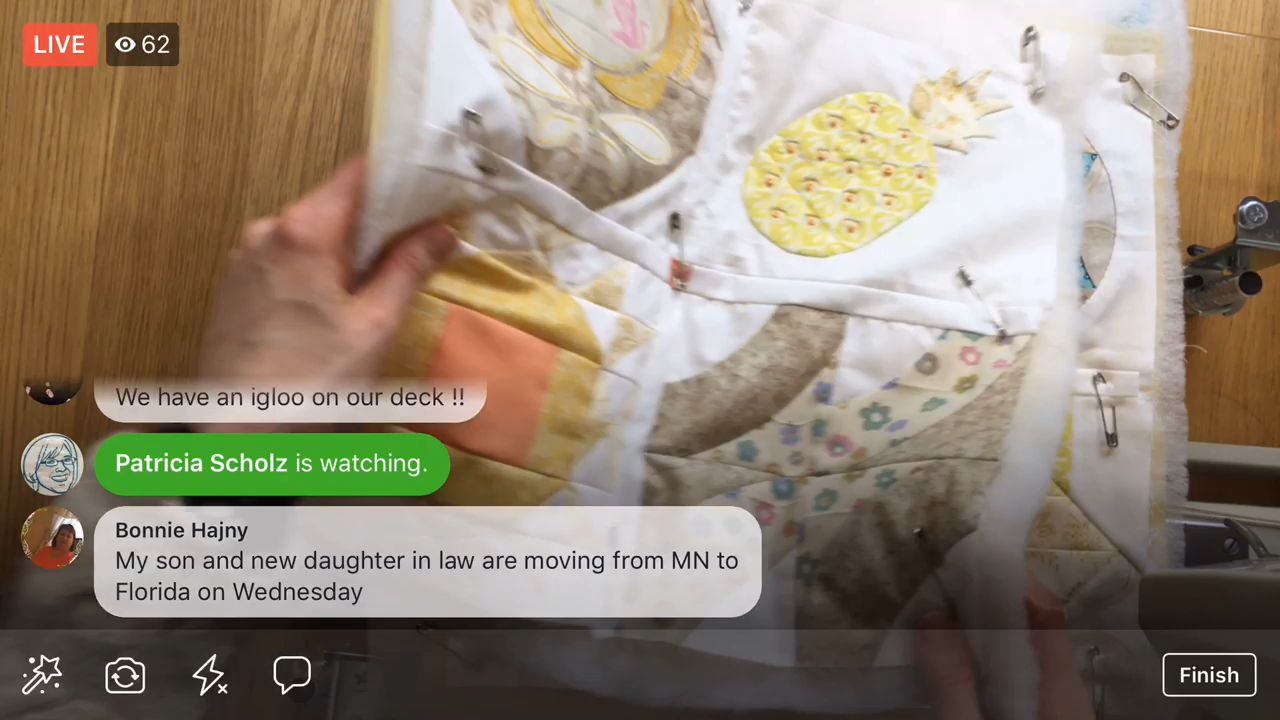 LIVE 62
We have an igloo on our deck !!
Patricia Scholz is watching.
Bonnie Hajny
My son and new daughter in law are moving from MN to
Florida on Wednesday
Finish